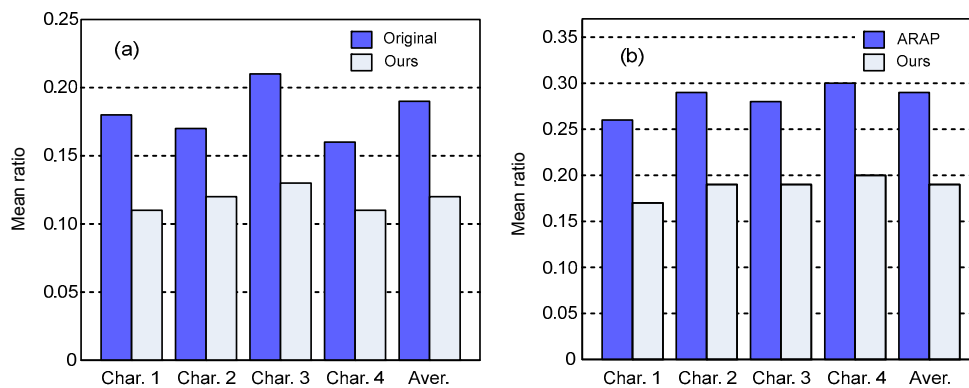 (a)
Original
Ours
Mean ratio
0.25
0.20
0.15
0.10
0.05
0
Char. 1 Char. 2 Char. 3 Char. 4 Aver.
(b)
ARAP
Ours
Mean ratio
0.35
0.30
0.25
0.20
0.15
0.10
0.05
0
Char. 1 Char. 2 Char. 3 Char. 4 Aver.